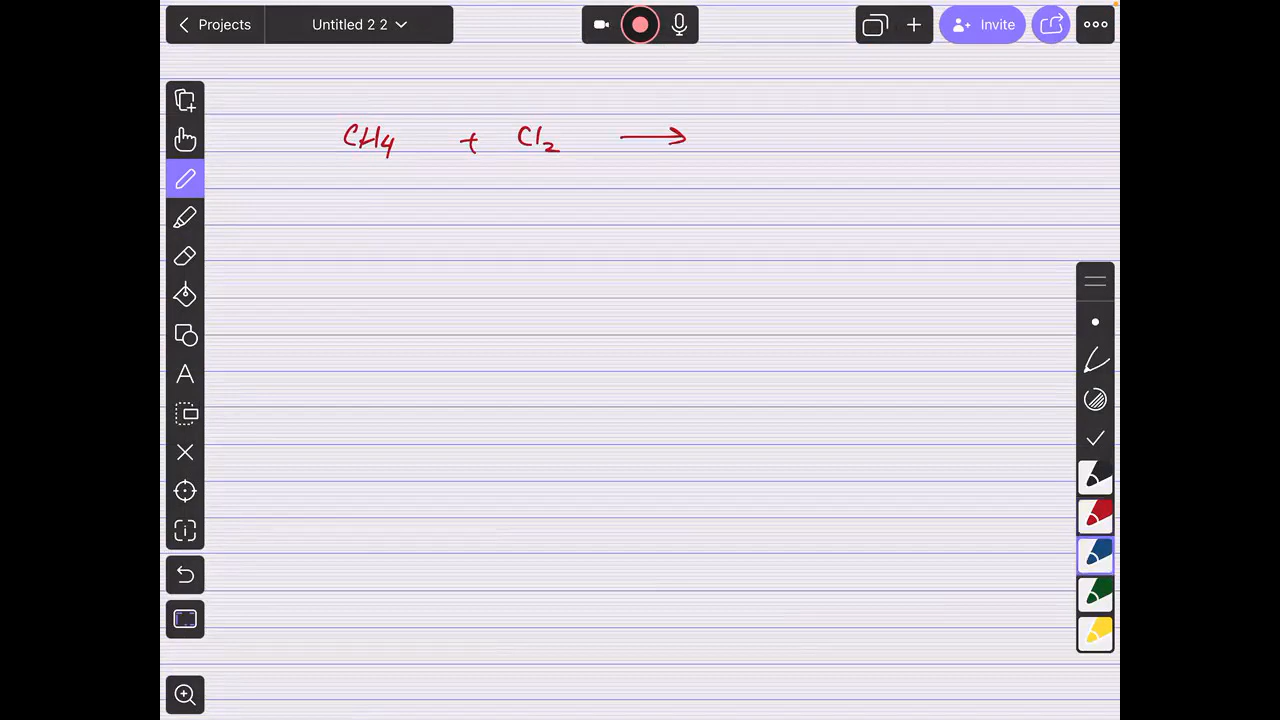 Projects
Untitled 2 2
Invite
CH4 + Cl2 →
A